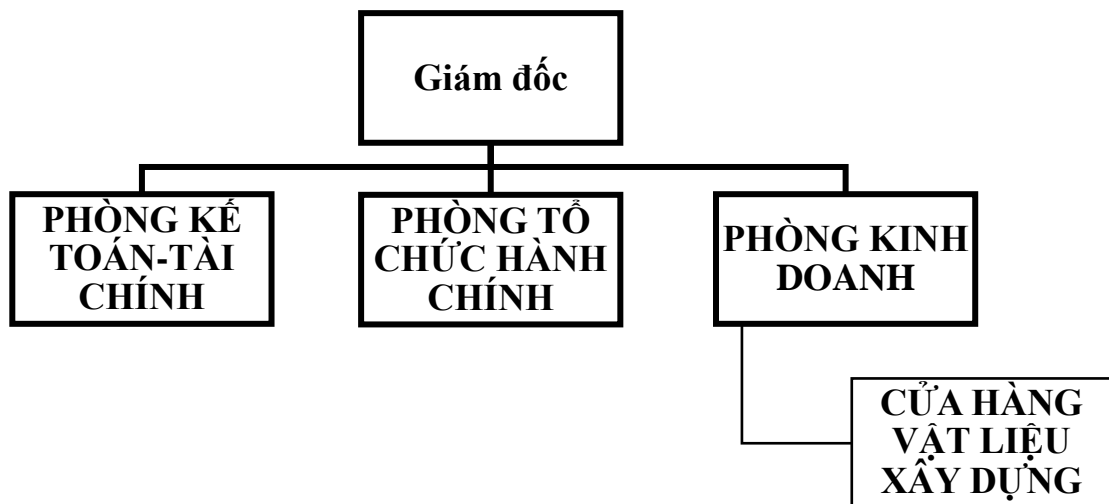 Giám đốc
PHÒNG KẾ
TOÁN-TÀI
CHÍNH
PHÒNG TỔ
CHỨC HÀNH
CHÍNH
PHÒNG KINH
DOANH
CỬA HÀNG
VẬT LIỆU
XÂY DỰNG